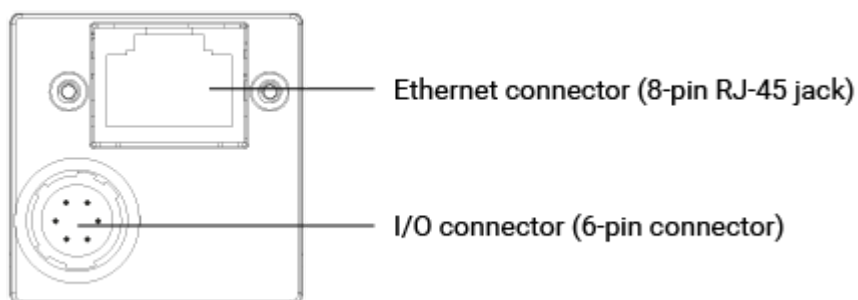 Ethernet connector (8-pin RJ-45 jack)
I/O connector (6-pin connector)